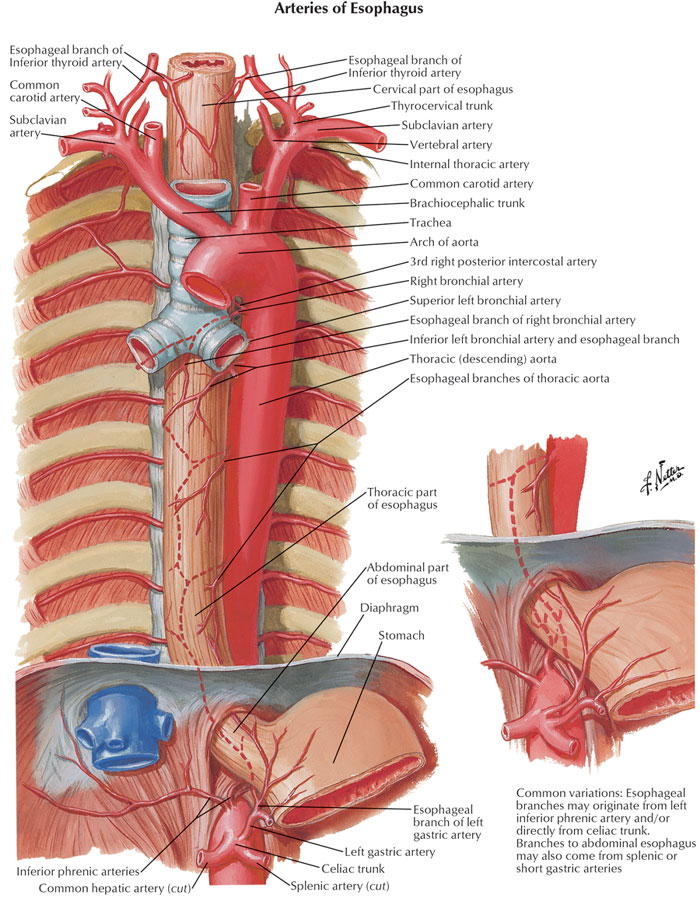 Arteries of Esophagus
Esophageal branch of
Inferior thyroid artery
Common
carotid artery
Subclavian
artery
Esophageal branch of
Inferior thyroid artery
Cervical part of esophagus
Thyrocervical trunk
Subclavian artery
Vertebral artery
Internal thoracic artery
Common carotid artery
Brachiocephalic trunk
Trachea
Arch of aorta
3rd right posterior intercostal artery
Right bronchial artery
Superior left bronchial artery
Esophageal branch of right bronchial artery
Inferior left bronchial artery and esophageal branch
Thoracic (descending) aorta
Esophageal branches of thoracic aorta
Thoracic part
of esophagus
Abdominal part
of esophagus
Diaphragm
Stomach
Esophageal
branch of left
gastric artery
Left gastric artery
Celiac trunk
Splenic artery (cut)
Inferior phrenic arteries
Common hepatic artery (cut)
F. Netter
M.D.
Common variations: Esophageal
branches may originate from left
inferior phrenic artery and/or
directly from celiac trunk.
Branches to abdominal esophagus
may also come from splenic or
short gastric arteries